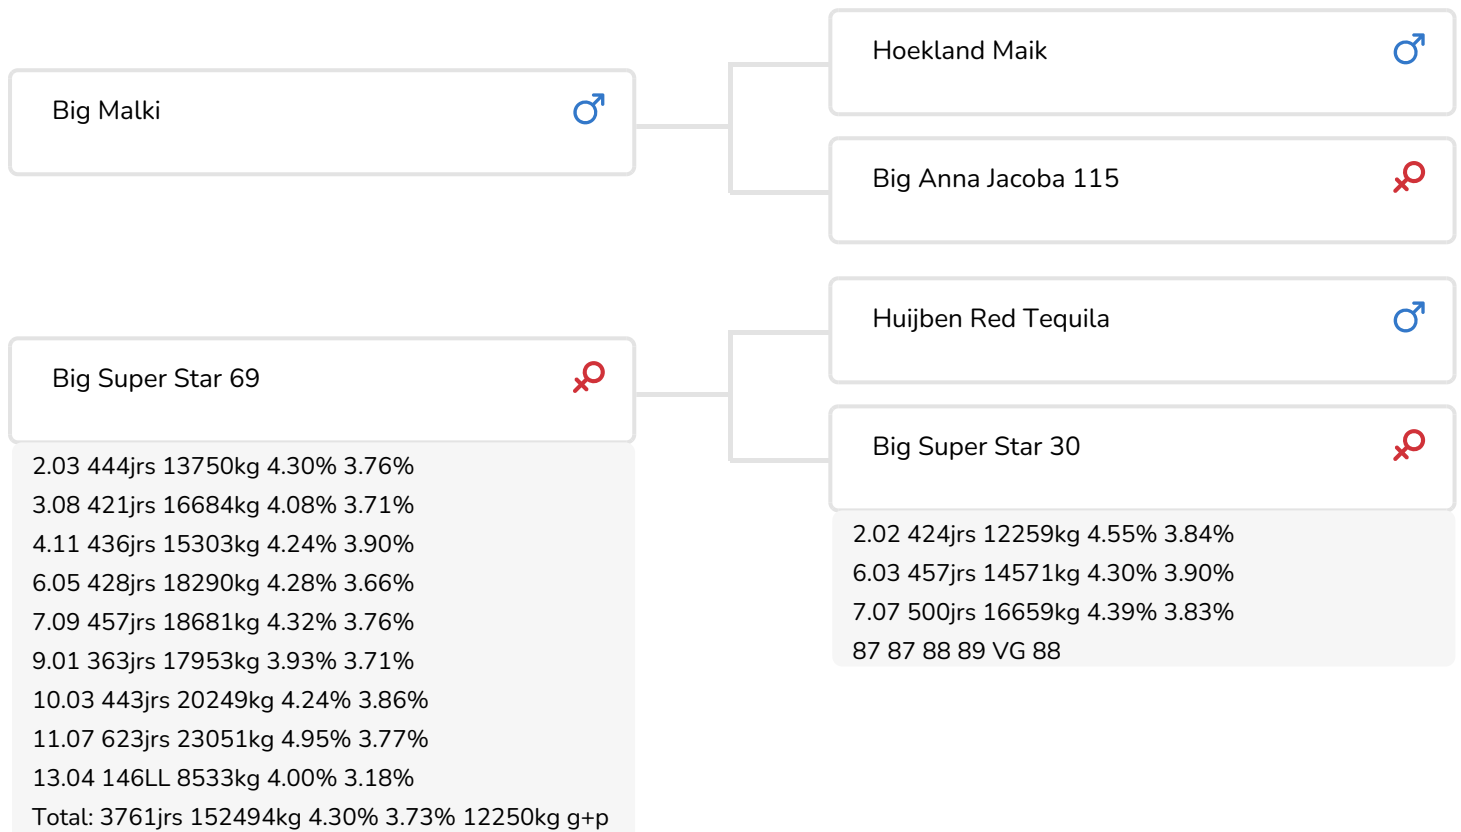 Hoekland Maik
Big Malki
Big Anna Jacoba 115
Huijben Red Tequila
Big Super Star 69
Big Super Star 30
2.03 444jrs 13750kg 4.30% 3.76%
3.08 421jrs 16684kg 4.08% 3.71%
4.11 436jrs 15303kg 4.24% 3.90%
6.05 428jrs 18290kg 4.28% 3.66%
7.09 457jrs 18681kg 4.32% 3.76%
9.01 363jrs 17953kg 3.93% 3.71%
10.03 443jrs 20249kg 4.24% 3.86%
11.07 623jrs 23051kg 4.95% 3.77%
13.04 146LL 8533kg 4.00% 3.18%
Total: 3761jrs 152494kg 4.30% 3.73% 12250kg g+p
2.02 424jrs 12259kg 4.55% 3.84%
6.03 457jrs 14571kg 4.30% 3.90%
7.07 500jrs 16659kg 4.39% 3.83%
87 87 88 89 VG 88